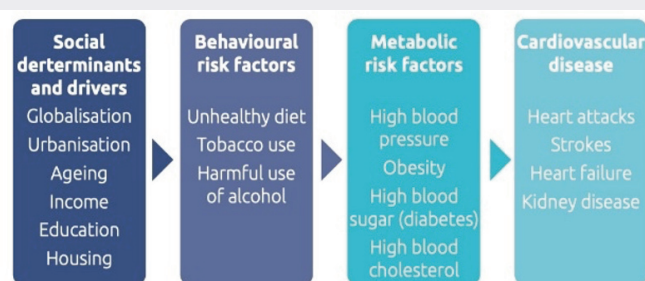 Social
derterminants
and drivers
Globalisation
Urbanisation
Ageing
Income
Education
Housing
Behavioural
risk factors
Unhealthy diet
Tobacco use
Harmful use
of alcohol
Metabolic
risk factors
High blood
pressure
Obesity
High blood
sugar (diabetes)
High blood
cholesterol
Cardiovascular
disease
Heart attacks
Strokes
Heart failure
Kidney disease